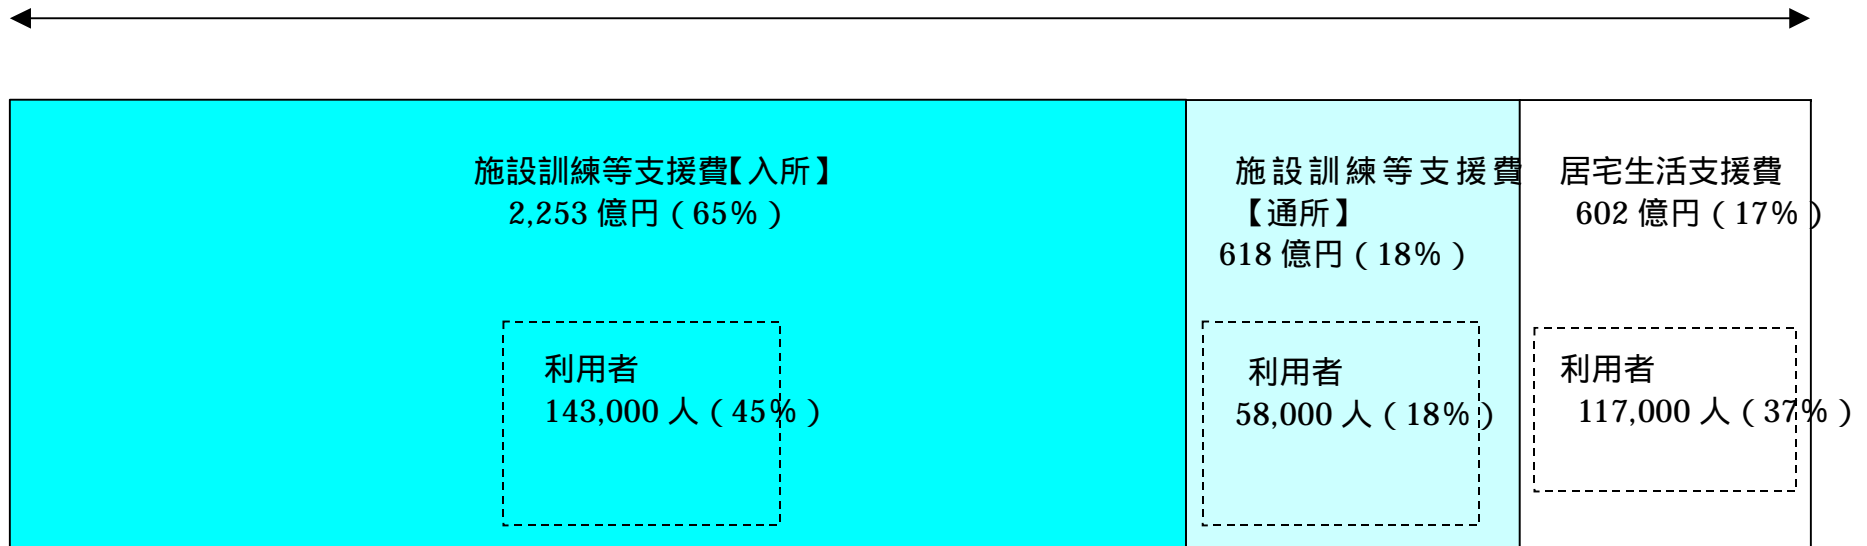 施設訓練等支援費【入所】
2,253 億円（65%）
利用者
143,000 人（45%）
施設訓練等支援費
【通所】
618 億円（18%）
利用者
58,000 人（18%）
居宅生活支援費
602 億円（17%）
利用者
117,000 人（37%）